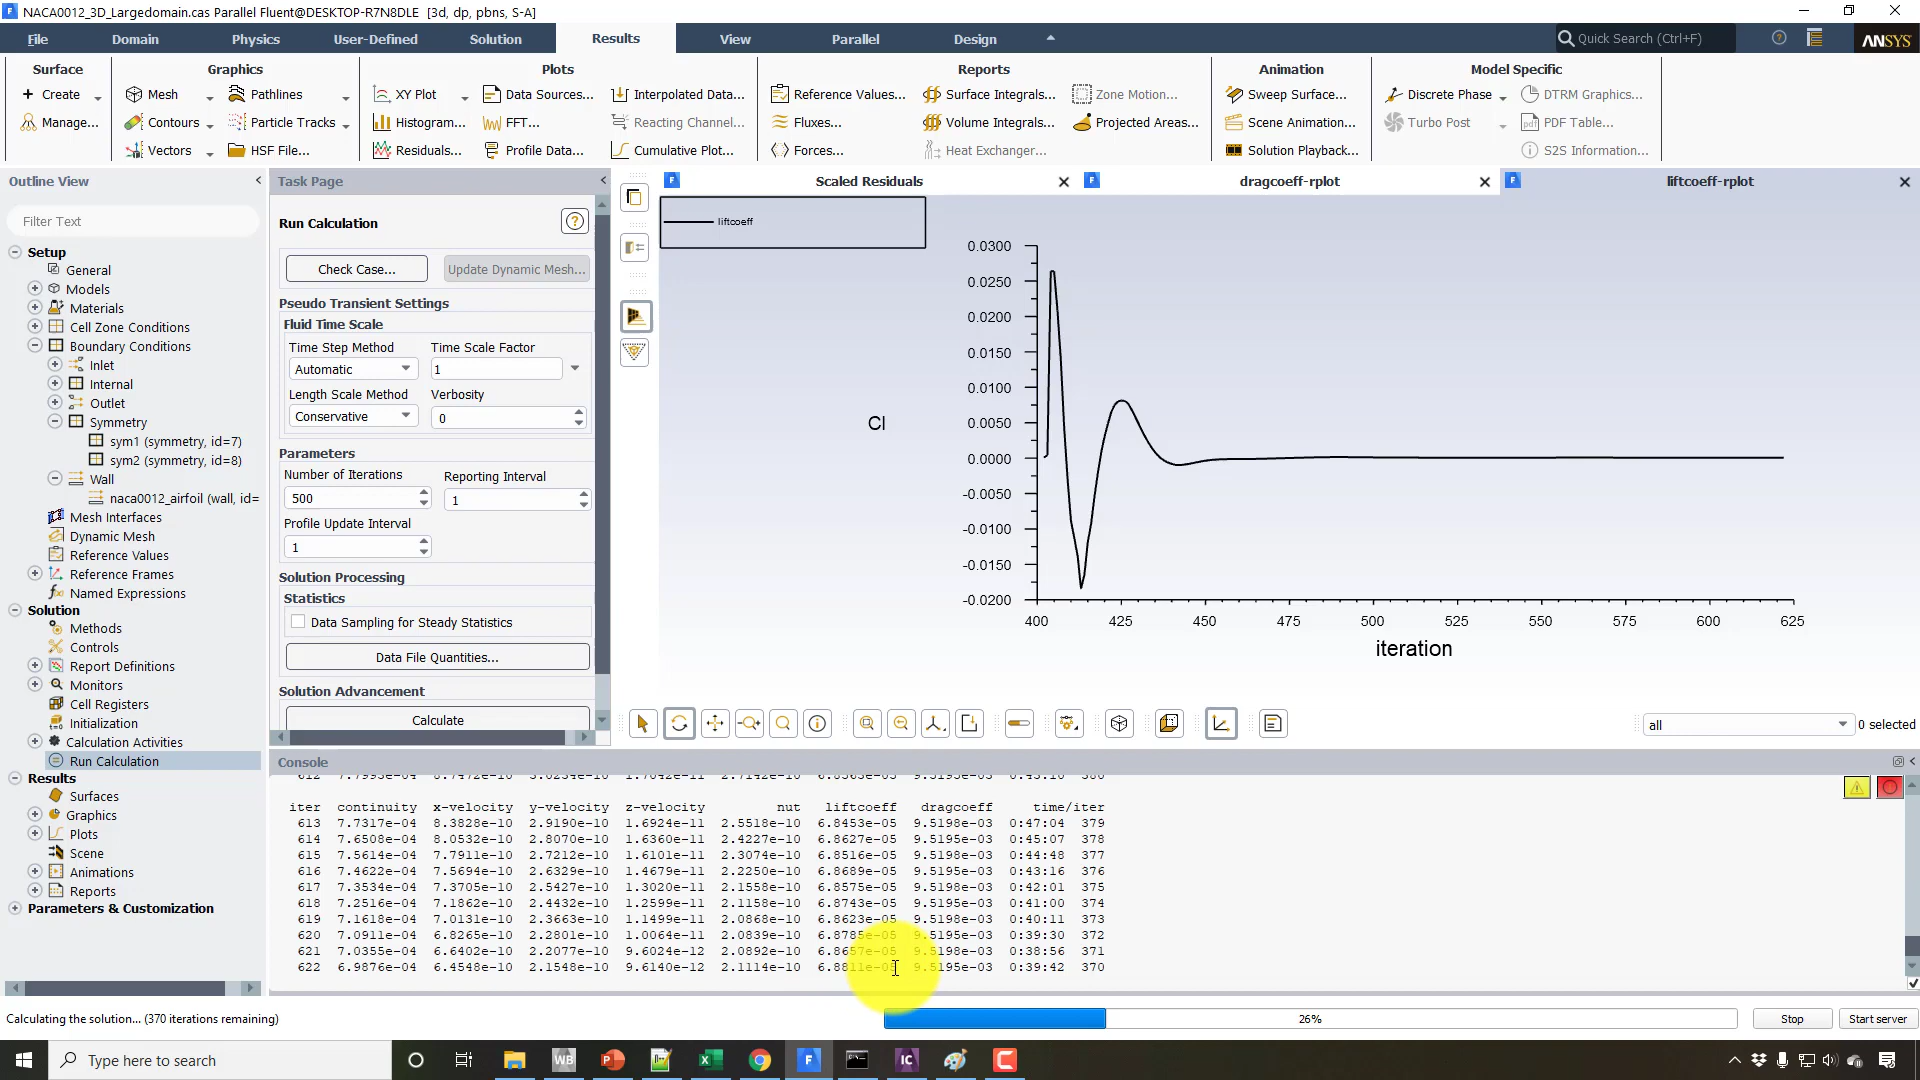 NACA0012_3D_Largedomain.cas Parallel Fluent@DESKTOP-R7N8DLE [3d, dp, pbns, S-A]
File Domain Physics User-Defined Solution Results View Parallel Design Quick Search (Ctrl+F) ANSYS
Surface Graphics Plots Reports Animation Model Specific
Create Mesh Pathlines XY Plot Data Sources... Interpolated Data... Reference Values... Surface Integrals... Zone Motion... Sweep Surface... Discrete Phase DTRM Graphics...
Manage... Contours Particle Tracks Histogram... FFT... Reacting Channel... Fluxes... Volume Integrals... Projected Areas... Scene Animation... Turbo Post PDF Table...
Vectors HSF File... Residuals... Profile Data... Cumulative Plot... Forces... Heat Exchanger... Solution Playback... S2S Information...
Outline View
Filter Text
Setup
General
Models
Materials
Cell Zone Conditions
Boundary Conditions
Inlet
Internal
Outlet
Symmetry
sym1 (symmetry, id=7)
sym2 (symmetry, id=8)
Wall
naca0012_airfoil (wall, id=
Mesh Interfaces
Dynamic Mesh
Reference Values
Reference Frames
Named Expressions
Solution
Methods
Controls
Report Definitions
Monitors
Cell Registers
Initialization
Calculation Activities
Run Calculation
Results
Surfaces
Graphics
Plots
Scene
Animations
Reports
Parameters & Customization
Task Page
Run Calculation
Check Case... Update Dynamic Mesh...
Pseudo Transient Settings
Fluid Time Scale
Time Step Method Time Scale Factor
Automatic 1
Length Scale Method Verbosity
Conservative 0
Parameters
Number of Iterations Reporting Interval
500 1
Profile Update Interval
1
Solution Processing
Statistics
Data Sampling for Steady Statistics
Data File Quantities...
Solution Advancement
Calculate
Scaled Residuals dragcoeff-rplot liftcoeff-rplot
liftcoeff
0.0300
0.0250
0.0200
0.0150
0.0100
0.0050
Cl
0.0000
-0.0050
-0.0100
-0.0150
-0.0200
400 425 450 475 500 525 550 575 600 625
iteration
all 0 selected
Console
iter continuity x-velocity y-velocity z-velocity nut liftcoeff dragcoeff time/iter
613 7.7317e-04 8.3828e-10 2.9190e-10 1.6924e-11 2.5518e-10 6.8453e-05 9.5198e-03 0:47:04 379
614 7.6508e-04 8.0532e-10 2.8070e-10 1.6360e-11 2.4227e-10 6.8627e-05 9.5195e-03 0:45:07 378
615 7.5614e-04 7.7911e-10 2.7212e-10 1.6101e-11 2.3074e-10 6.8516e-05 9.5198e-03 0:44:48 377
616 7.4622e-04 7.5694e-10 2.6329e-10 1.4679e-11 2.2250e-10 6.8689e-05 9.5195e-03 0:43:16 376
617 7.3534e-04 7.3705e-10 2.5427e-10 1.3020e-11 2.1558e-10 6.8575e-05 9.5198e-03 0:42:01 375
618 7.2516e-04 7.1862e-10 2.4432e-10 1.2599e-11 2.1158e-10 6.8743e-05 9.5195e-03 0:41:00 374
619 7.1618e-04 7.0131e-10 2.3663e-10 1.1499e-11 2.0868e-10 6.8623e-05 9.5198e-03 0:40:11 373
620 7.0911e-04 6.8265e-10 2.2801e-10 1.0064e-11 2.0839e-10 6.8785e-05 9.5195e-03 0:39:30 372
621 7.0355e-04 6.6402e-10 2.2077e-10 9.6024e-12 2.0892e-10 6.8657e-05 9.5198e-03 0:38:56 371
622 6.9876e-04 6.4548e-10 2.1548e-10 9.6140e-12 2.1114e-10 6.8811e-05 9.5195e-03 0:39:42 370
Calculating the solution... (370 iterations remaining) 26% Stop Start server
Type here to search